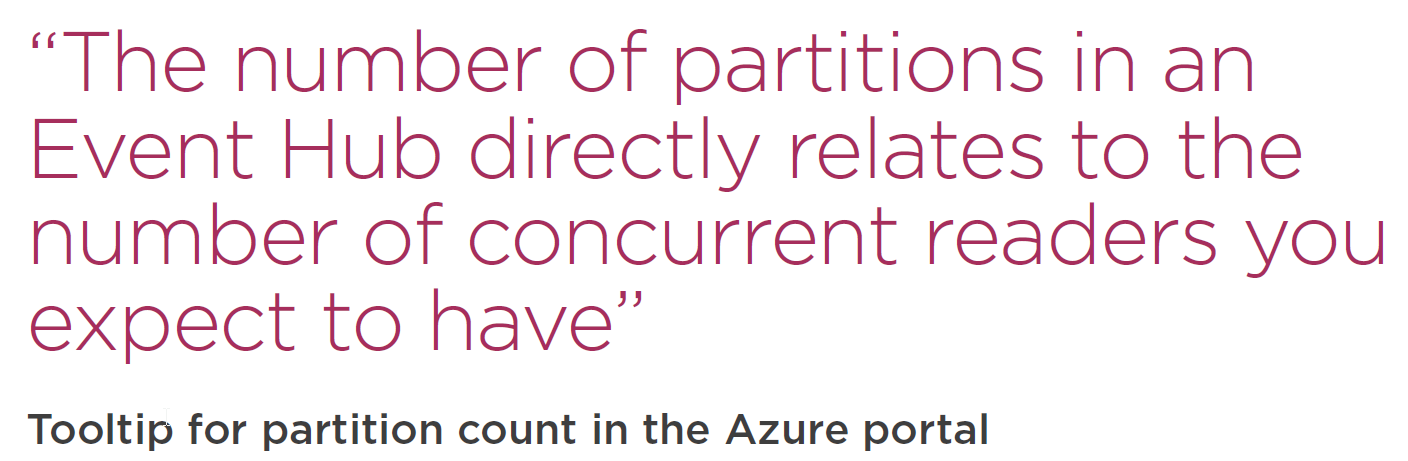 “The number of partitions in an
Event Hub directly relates to the
number of concurrent readers you
expect to have”
Tooltip for partition count in the Azure portal